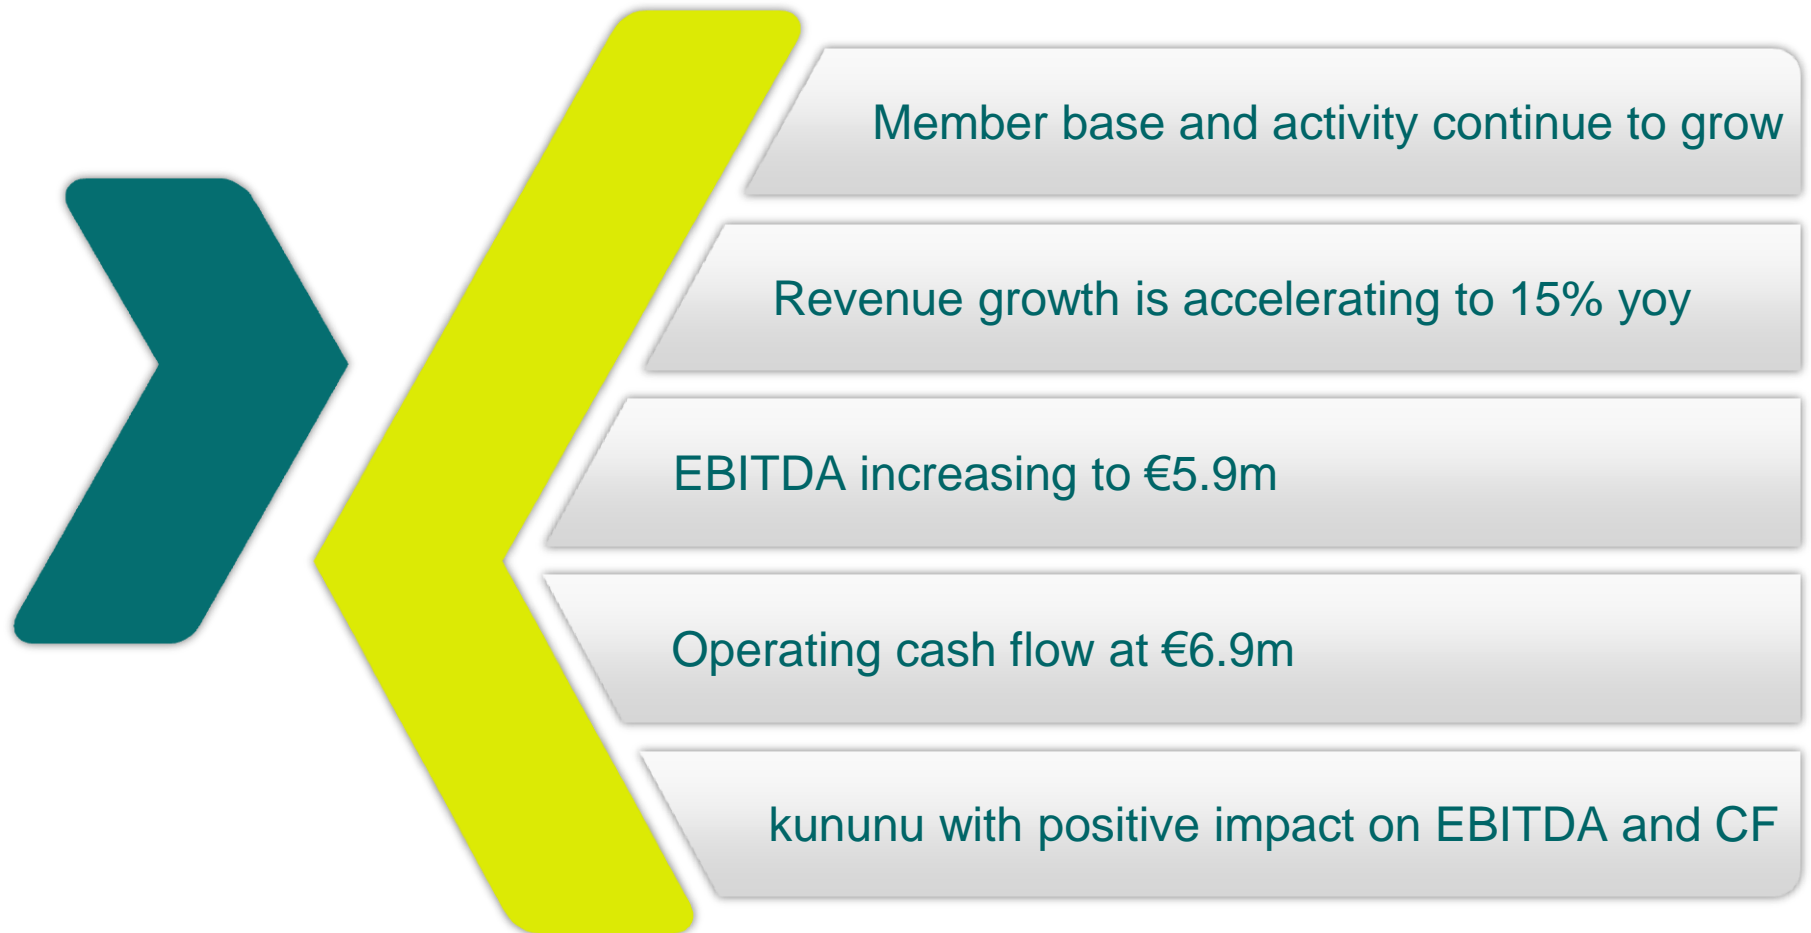 Member base and activity continue to grow
Revenue growth is accelerating to 15% yoy
EBITDA increasing to €5.9m
Operating cash flow at €6.9m
kununu with positive impact on EBITDA and CF